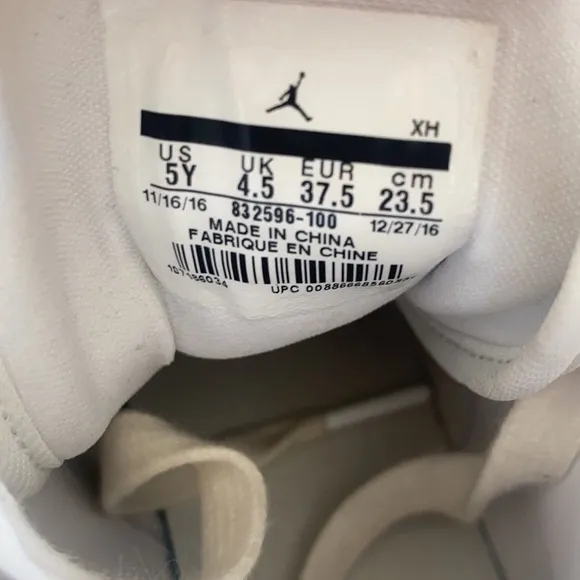 XH
US UK EUR cm
5Y 4.5 37.5 23.5
11/16/16 832596-100 12/27/16
MADE IN CHINA
FABRIQUE EN CHINE
UPC